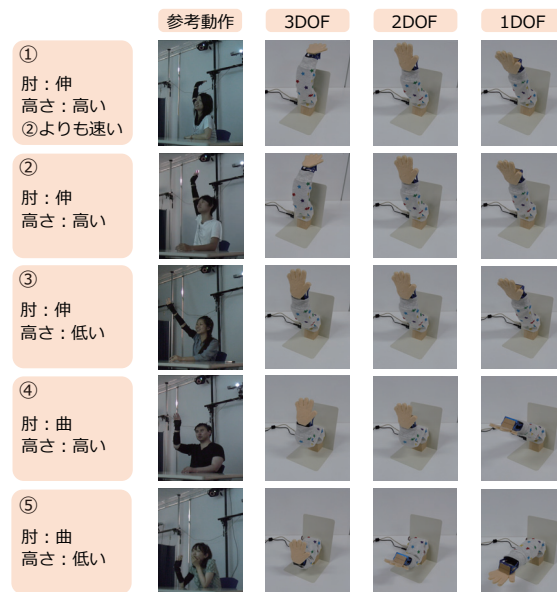 参考動作 3DOF 2DOF 1DOF
①
肘：伸
高さ：高い
②よりも速い
②
肘：伸
高さ：高い
③
肘：伸
高さ：低い
④
肘：曲
高さ：高い
⑤
肘：曲
高さ：低い